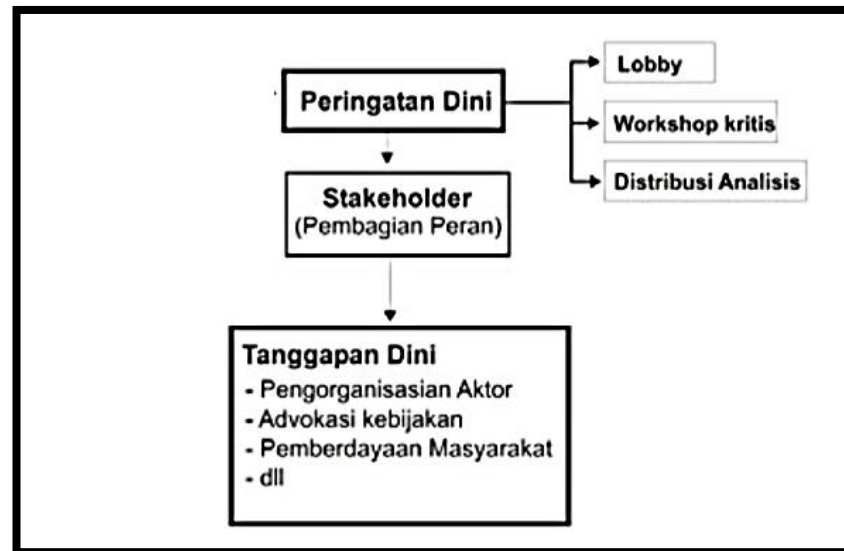 Peringatan Dini
Lobby
Workshop kritis
Distribusi Analisis
Stakeholder
(Pembagian Peran)
Tanggapan Dini
- Pengorganisasian Aktor
- Advokasi kebijakan
- Pemberdayaan Masyarakat
- dll